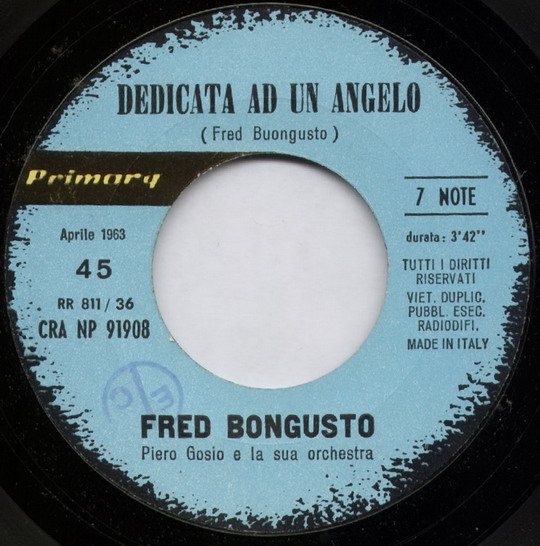 DEDICATA AD UN ANGELO
(Fred Buongusto)
Primary
7 NOTE
Aprile 1963
durata: 3'42''
45
TUTTI I DIRITTI
RISERVATI
RR 811/36
VIET. DUPLIC.
PUBBL. ESEC.
RADIODIFI.
CRA NP 91908
MADE IN ITALY
FRED BONGUSTO
Piero Gosio e la sua orchestra